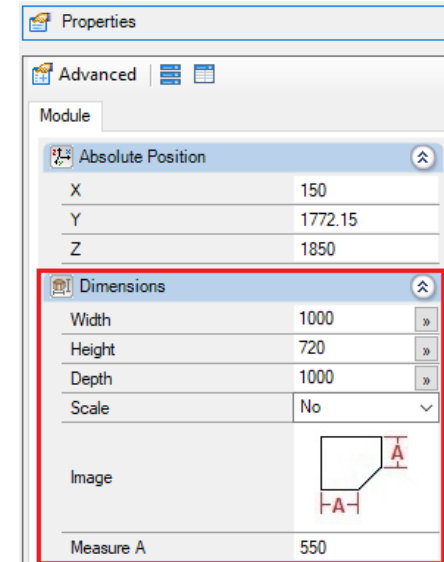 Properties
Advanced
Module
Absolute Position
X 150
Y 1772.15
Z 1850
Dimensions
Width 1000 »
Height 720 »
Depth 1000 »
Scale No
Image A
A
Measure A 550